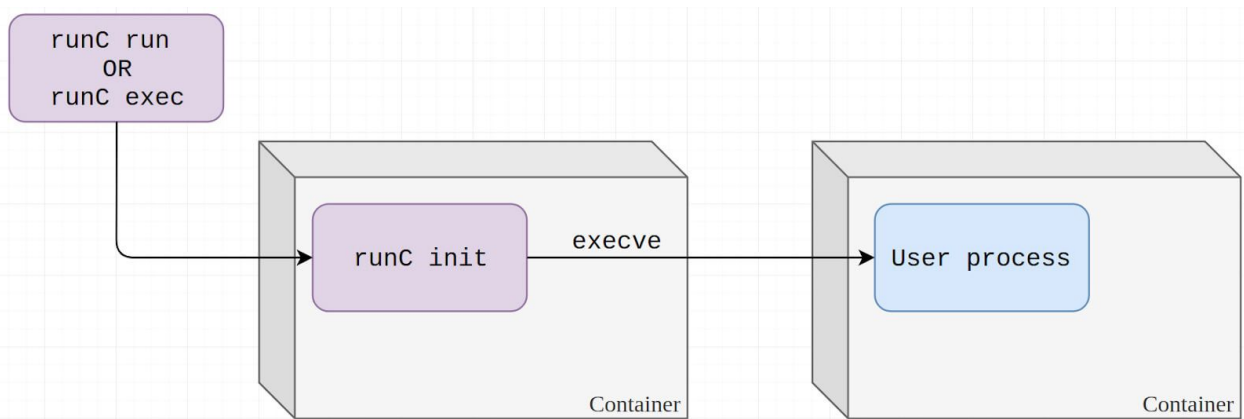 runC run
OR
runC exec
runC init
execve
User process
Container
Container